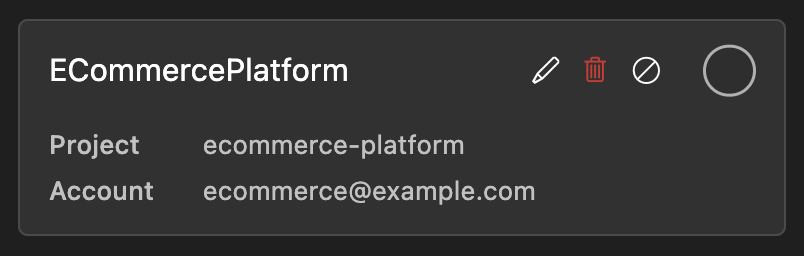 ECommercePlatform
Project ecommerce-platform
Account ecommerce@example.com